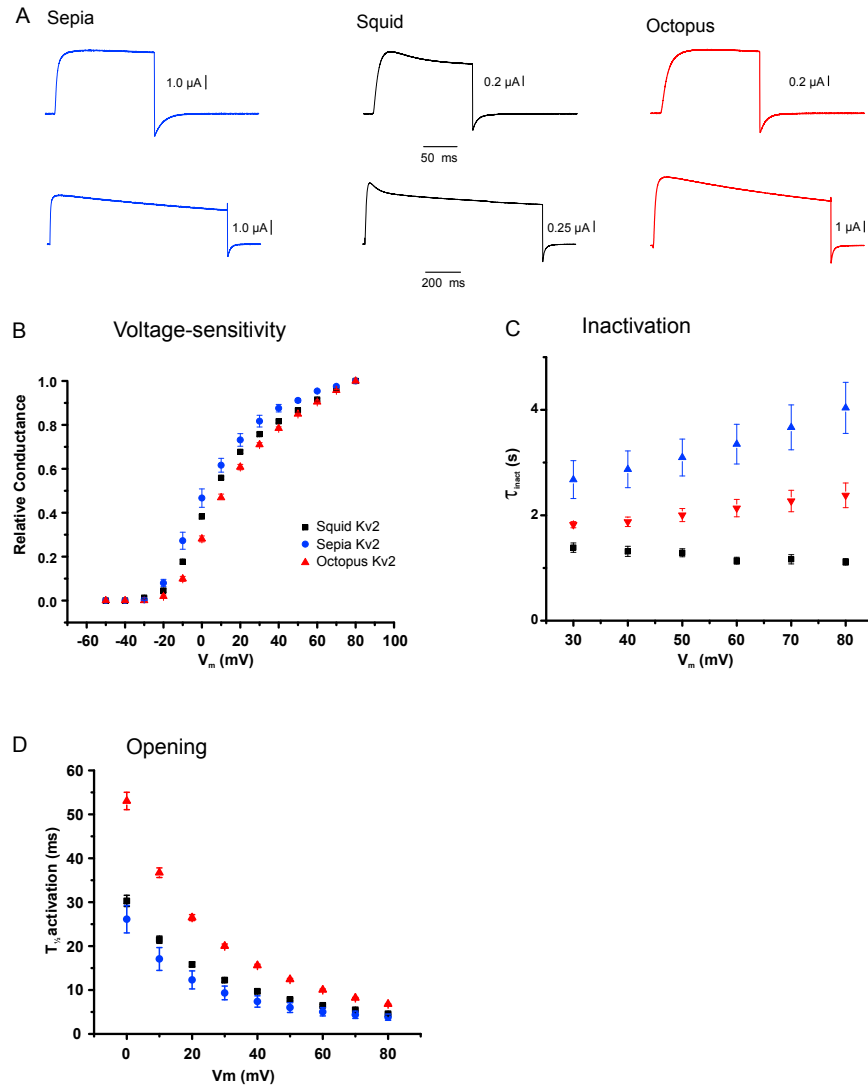 A
Sepia
Squid
Octopus
1.0 µA
0.2 µA
0.2 µA
50 ms
1.0 µA
0.25 µA
1 µA
200 ms
B
Voltage-sensitivity
Relative Conductance
1.0
0.8
0.6
0.4
0.2
0.0
Squid Kv2
Sepia Kv2
Octopus Kv2
-60 -40 -20 0 20 40 60 80 100
Vm (mV)
C
Inactivation
τinact (s)
4
2
0
30 40 50 60 70 80
Vm (mV)
D
Opening
T½ activation (ms)
60
50
40
30
20
10
0
0 20 40 60 80
Vm (mV)